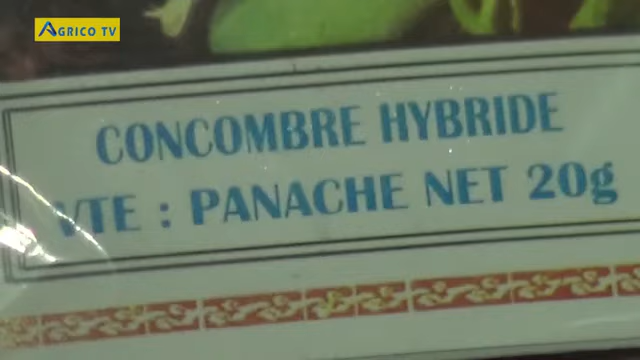 AGRICO TV
CONCOMBRE HYBRIDE
VTE : PANACHE NET 20g